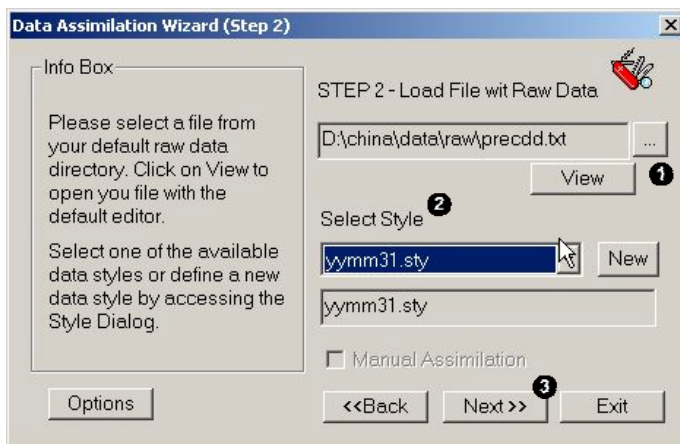 Data Assimilation Wizard (Step 2)
Info Box
Please select a file from
your default raw data
directory. Click on View to
open you file with the
default editor.
Select one of the available
data styles or define a new
data style by accessing the
Style Dialog.
STEP 2 - Load File wit Raw Data
D:\china\data\raw\precdd.txt
...
View
1
Select Style
2
yymm31.sty
New
yymm31.sty
Manual Assimilation
3
Options
<<Back
Next >>
Exit